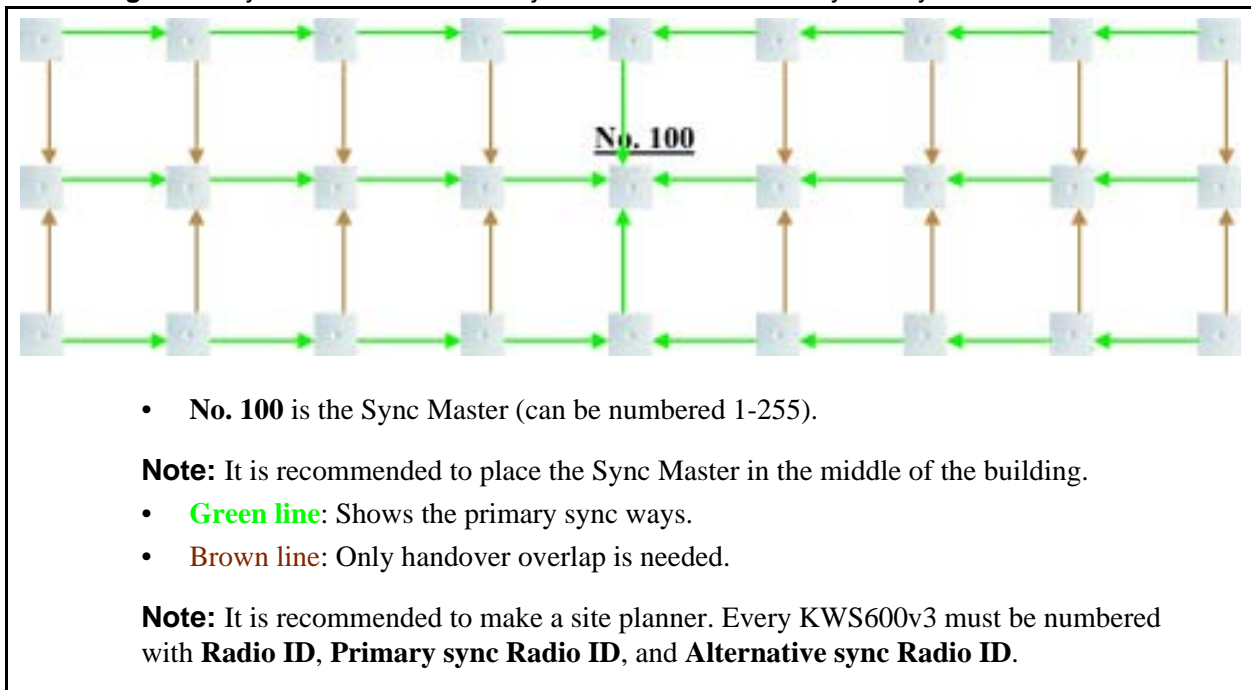 No. 100
• No. 100 is the Sync Master (can be numbered 1-255).
Note: It is recommended to place the Sync Master in the middle of the building.
• Green line: Shows the primary sync ways.
• Brown line: Only handover overlap is needed.
Note: It is recommended to make a site planner. Every KWS600v3 must be numbered
with Radio ID, Primary sync Radio ID, and Alternative sync Radio ID.